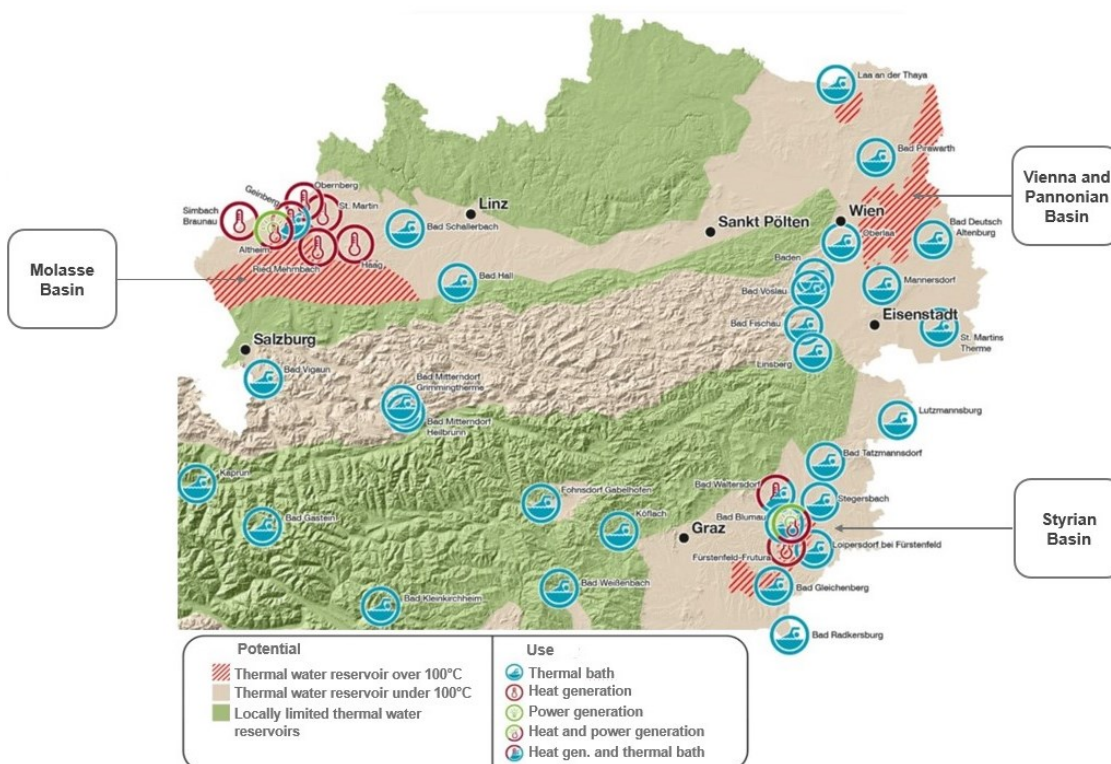 Laa an der Thaya
Bad Pirawarth
Vienna and
Pannonian
Basin
Obernberg
Geinberg
St. Martin
Simbach
Braunau
Linz
Bad Schallerbach
Sankt Pölten
Wien
Oberlaa
Bad Deutsch
Altenburg
Altheim
Ried Mehrnbach
Haag
Molasse
Basin
Bad Hall
Baden
Bad Voslau
Mannersdorf
Bad Fischau
Eisenstadt
St. Martins
Therme
Linsberg
Salzburg
Bad Vigaun
Bad Mitterndorf
Grimmingtherme
Bad Mitterndorf
Heilbrunn
Lutzmannsburg
Bad Tatzmannsdorf
Kaprun
Bad Gastein
Fohnsdorf Gabelhofen
Köflach
Bad Waltersdorf
Stegersbach
Bad Blumau
Graz
Loipersdorf bei Fürstenfeld
Fürstenfeld-Frutura
Styrian
Basin
Bad Weißenbach
Bad Gleichenberg
Bad Kleinkirchheim
Bad Radkersburg
Potential
Thermal water reservoir over 100°C
Thermal water reservoir under 100°C
Locally limited thermal water
reservoirs
Use
Thermal bath
Heat generation
Power generation
Heat and power generation
Heat gen. and thermal bath